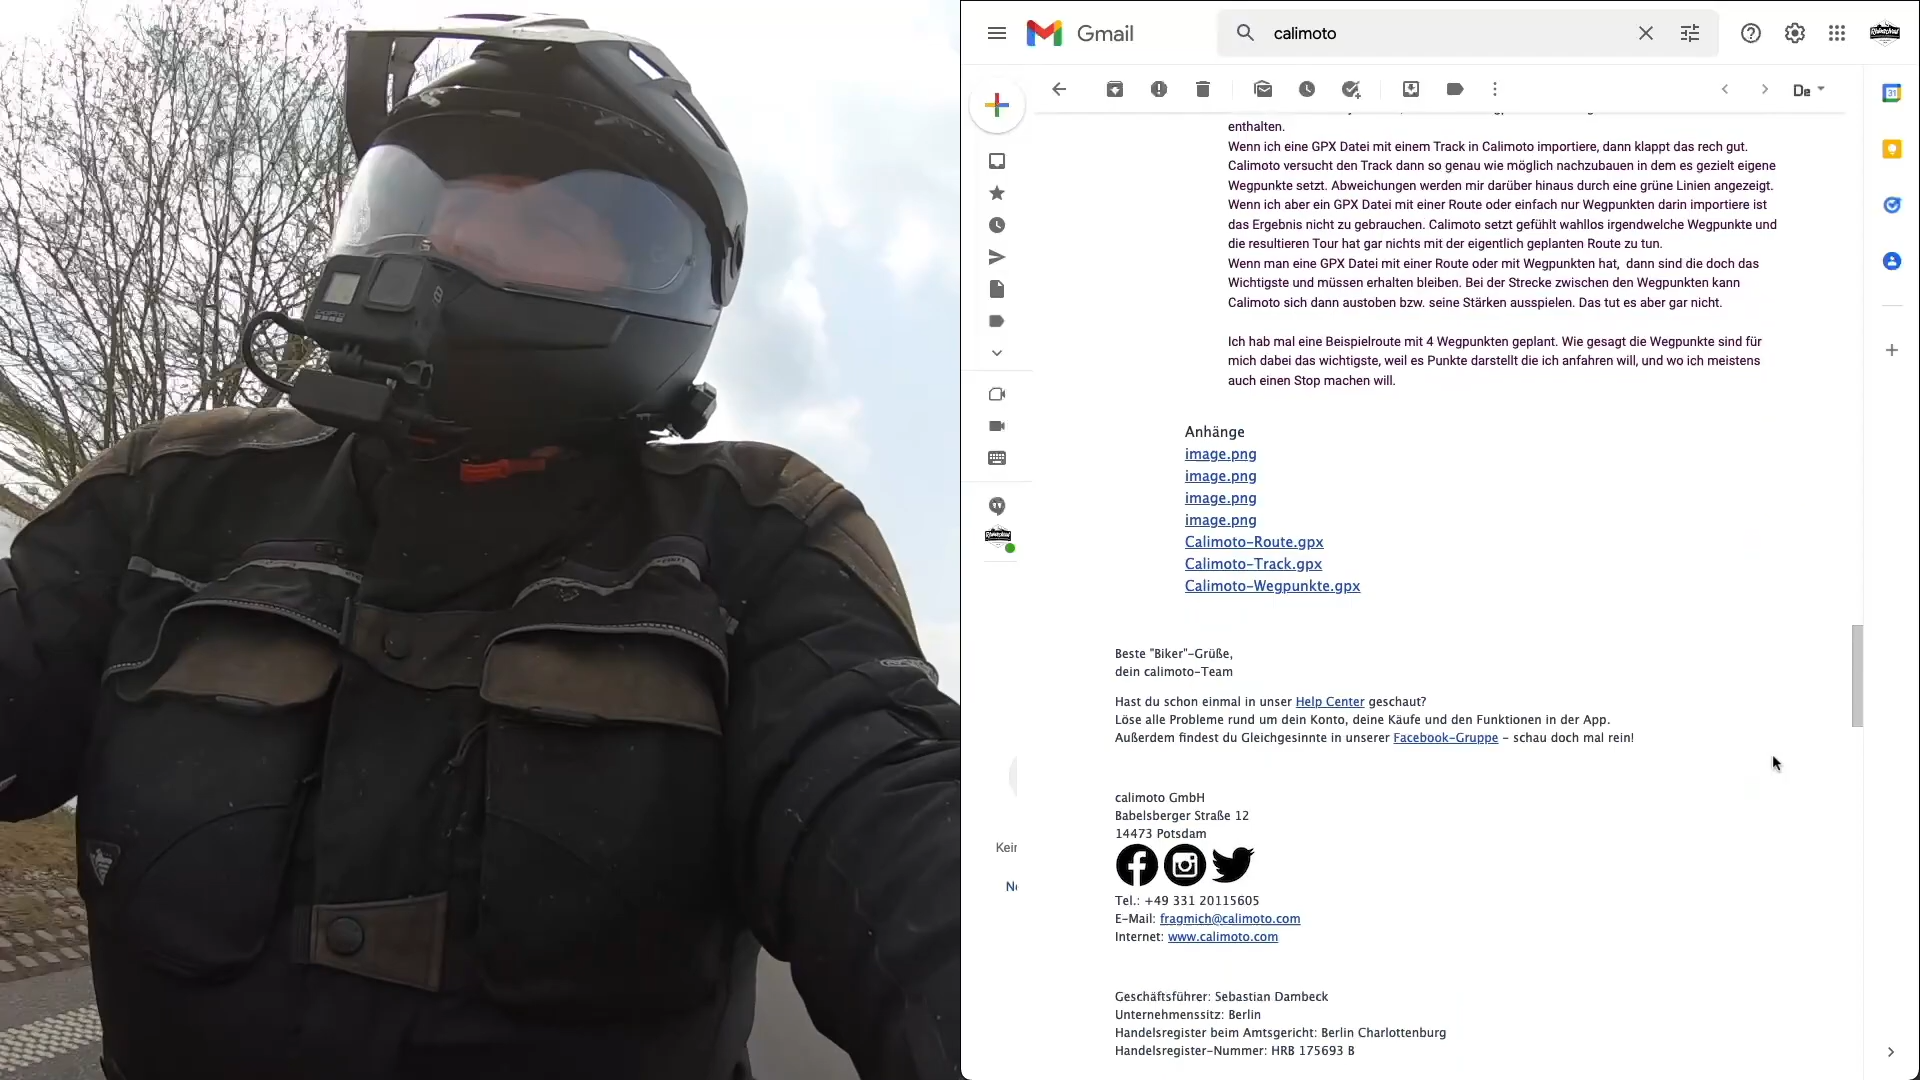 Gmail
calimoto
De
enthalten.
Wenn ich eine GPX Datei mit einem Track in Calimoto importiere, dann klappt das rech gut.
Calimoto versucht den Track dann so genau wie möglich nachzubauen in dem es gezielt eigene
Wegpunkte setzt. Abweichungen werden mir darüber hinaus durch eine grüne Linien angezeigt.
Wenn ich aber ein GPX Datei mit einer Route oder einfach nur Wegpunkten darin importiere ist
das Ergebnis nicht zu gebrauchen. Calimoto setzt gefühlt wahllos irgendwelche Wegpunkte und
die resultieren Tour hat gar nichts mit der eigentlich geplanten Route zu tun.
Wenn man eine GPX Datei mit einer Route oder mit Wegpunkten hat, dann sind die doch das
Wichtigste und müssen erhalten bleiben. Bei der Strecke zwischen den Wegpunkten kann
Calimoto sich dann austoben bzw. seine Stärken ausspielen. Das tut es aber gar nicht.
Ich hab mal eine Beispielroute mit 4 Wegpunkten geplant. Wie gesagt die Wegpunkte sind für
mich dabei das wichtigste, weil es Punkte darstellt die ich anfahren will, und wo ich meistens
auch einen Stop machen will.
Anhänge
image.png
image.png
image.png
image.png
Calimoto-Route.gpx
Calimoto-Track.gpx
Calimoto-Wegpunkte.gpx
Beste "Biker"-Grüße,
dein calimoto-Team
Hast du schon einmal in unser Help Center geschaut?
Löse alle Probleme rund um dein Konto, deine Käufe und den Funktionen in der App.
Außerdem findest du Gleichgesinnte in unserer Facebook-Gruppe - schau doch mal rein!
calimoto GmbH
Babelsberger Straße 12
14473 Potsdam
Kein
Tel.: +49 331 20115605
E-Mail: fragmich@calimoto.com
Internet: www.calimoto.com
Geschäftsführer: Sebastian Dambeck
Unternehmenssitz: Berlin
Handelsregister beim Amtsgericht: Berlin Charlottenburg
Handelsregister-Nummer: HRB 175693 B